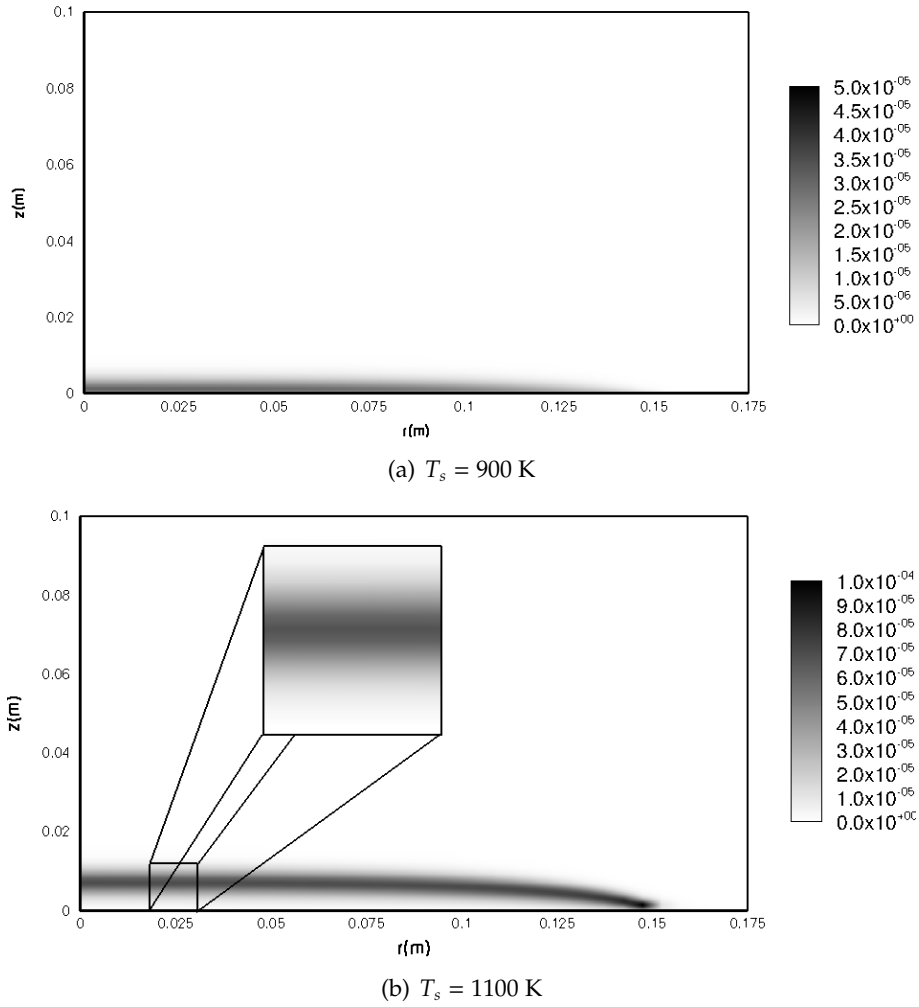 0.1
0.08
0.06
0.04
0.02
0
z(m)
0 0.025 0.05 0.075 0.1 0.125 0.15 0.175
r(m)
5.0x10^-05
4.5x10^-05
4.0x10^-05
3.5x10^-05
3.0x10^-05
2.5x10^-05
2.0x10^-05
1.5x10^-05
5.0x10^-06
0.0x10^+00
(a) T_s = 900 K
0.1
0.08
0.06
0.04
0.02
0
z(m)
0 0.025 0.05 0.075 0.1 0.125 0.15 0.175
r(m)
1.0x10^-04
9.0x10^-05
8.0x10^-05
7.0x10^-05
6.0x10^-05
5.0x10^-05
4.0x10^-05
3.0x10^-05
2.0x10^-05
1.0x10^-05
0.0x10^+00
(b) T_s = 1100 K